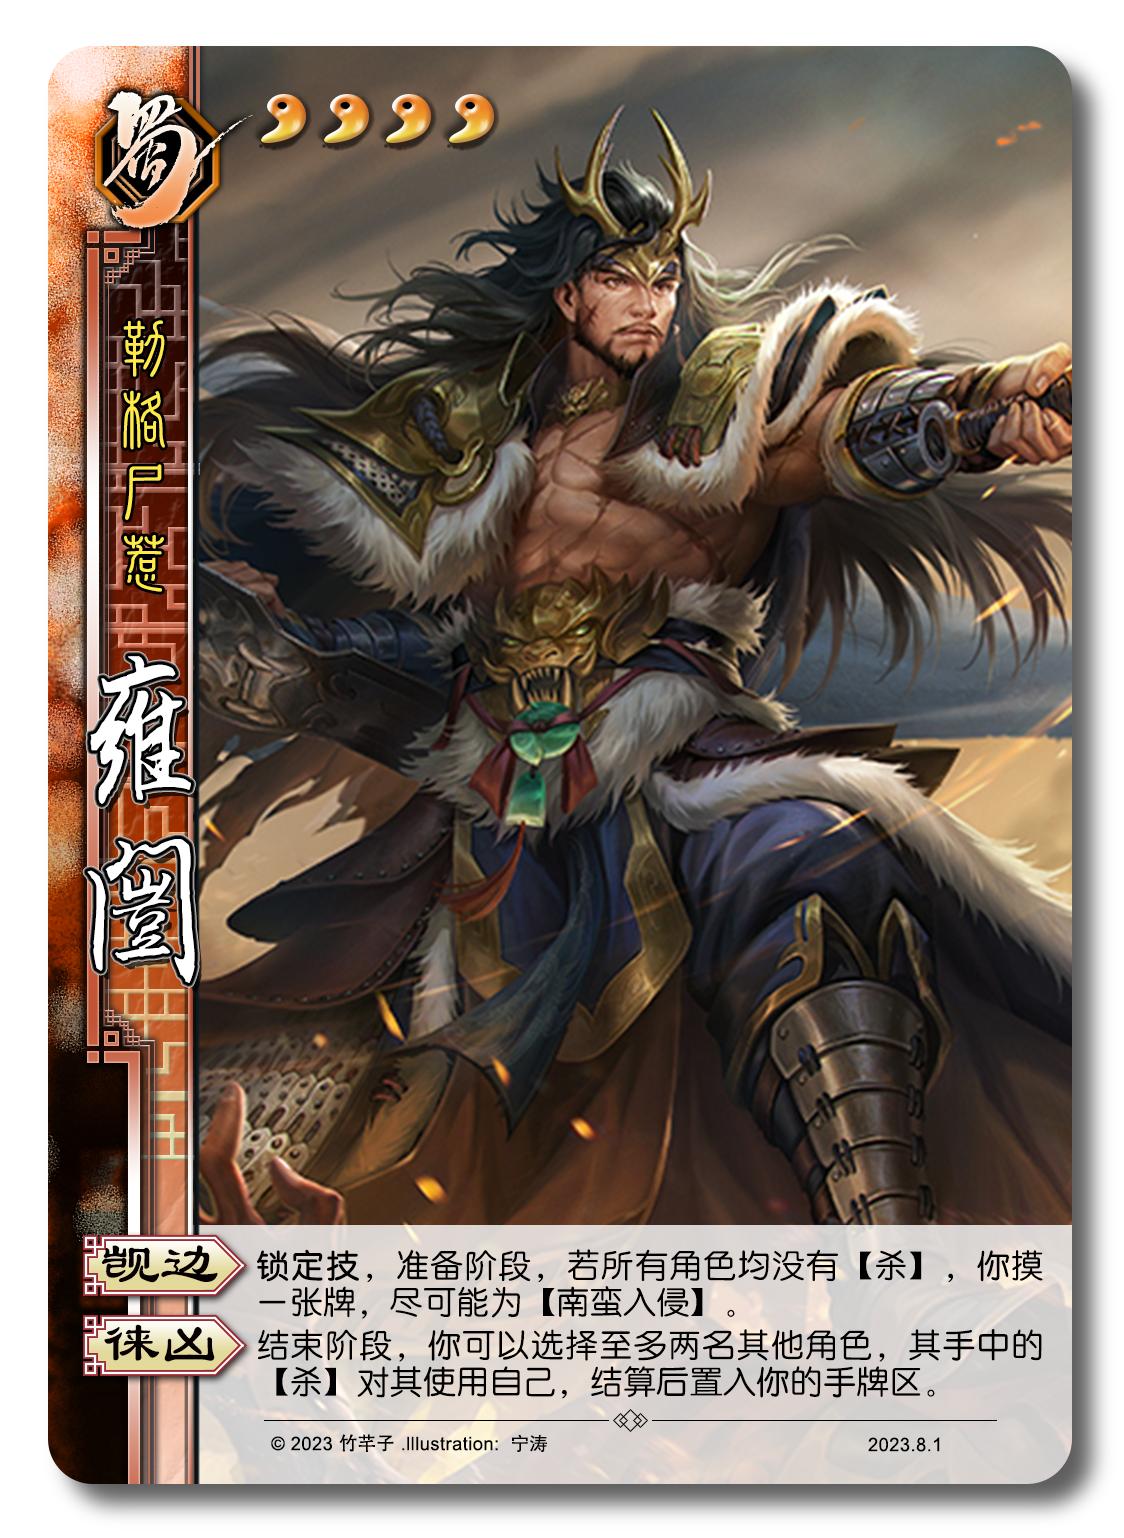 蜀
勒格尸惹
雍闿
觊边
锁定技，准备阶段，若所有角色均没有【杀】，你摸
一张牌，尽可能为【南蛮入侵】。
徕凶
结束阶段，你可以选择至多两名其他角色，其手中的
【杀】对其使用自己，结算后置入你的手牌区。
© 2023 竹芊子 .Illustration: 宁涛
2023.8.1